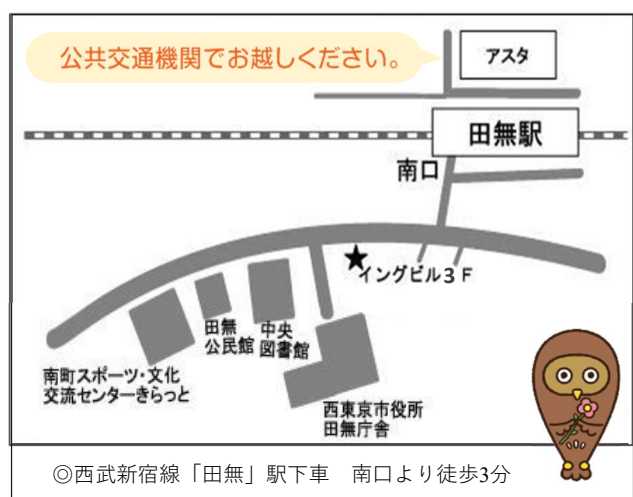 公共交通機関でお越しください。
アスタ
田無駅
南口
★イングビル3F
田無
公民館
中央
図書館
南町スポーツ・文化
交流センターきらっと
西東京市役所
田無庁舎
◎西武新宿線「田無」駅下車　南口より徒歩3分